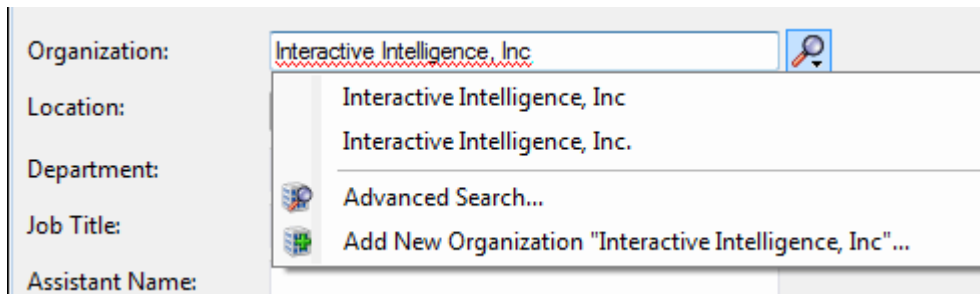 Organization: Interactive Intelligence, Inc
Location: Interactive Intelligence, Inc
Interactive Intelligence, Inc.
Department:
Advanced Search...
Job Title:
Add New Organization "Interactive Intelligence, Inc"...
Assistant Name: